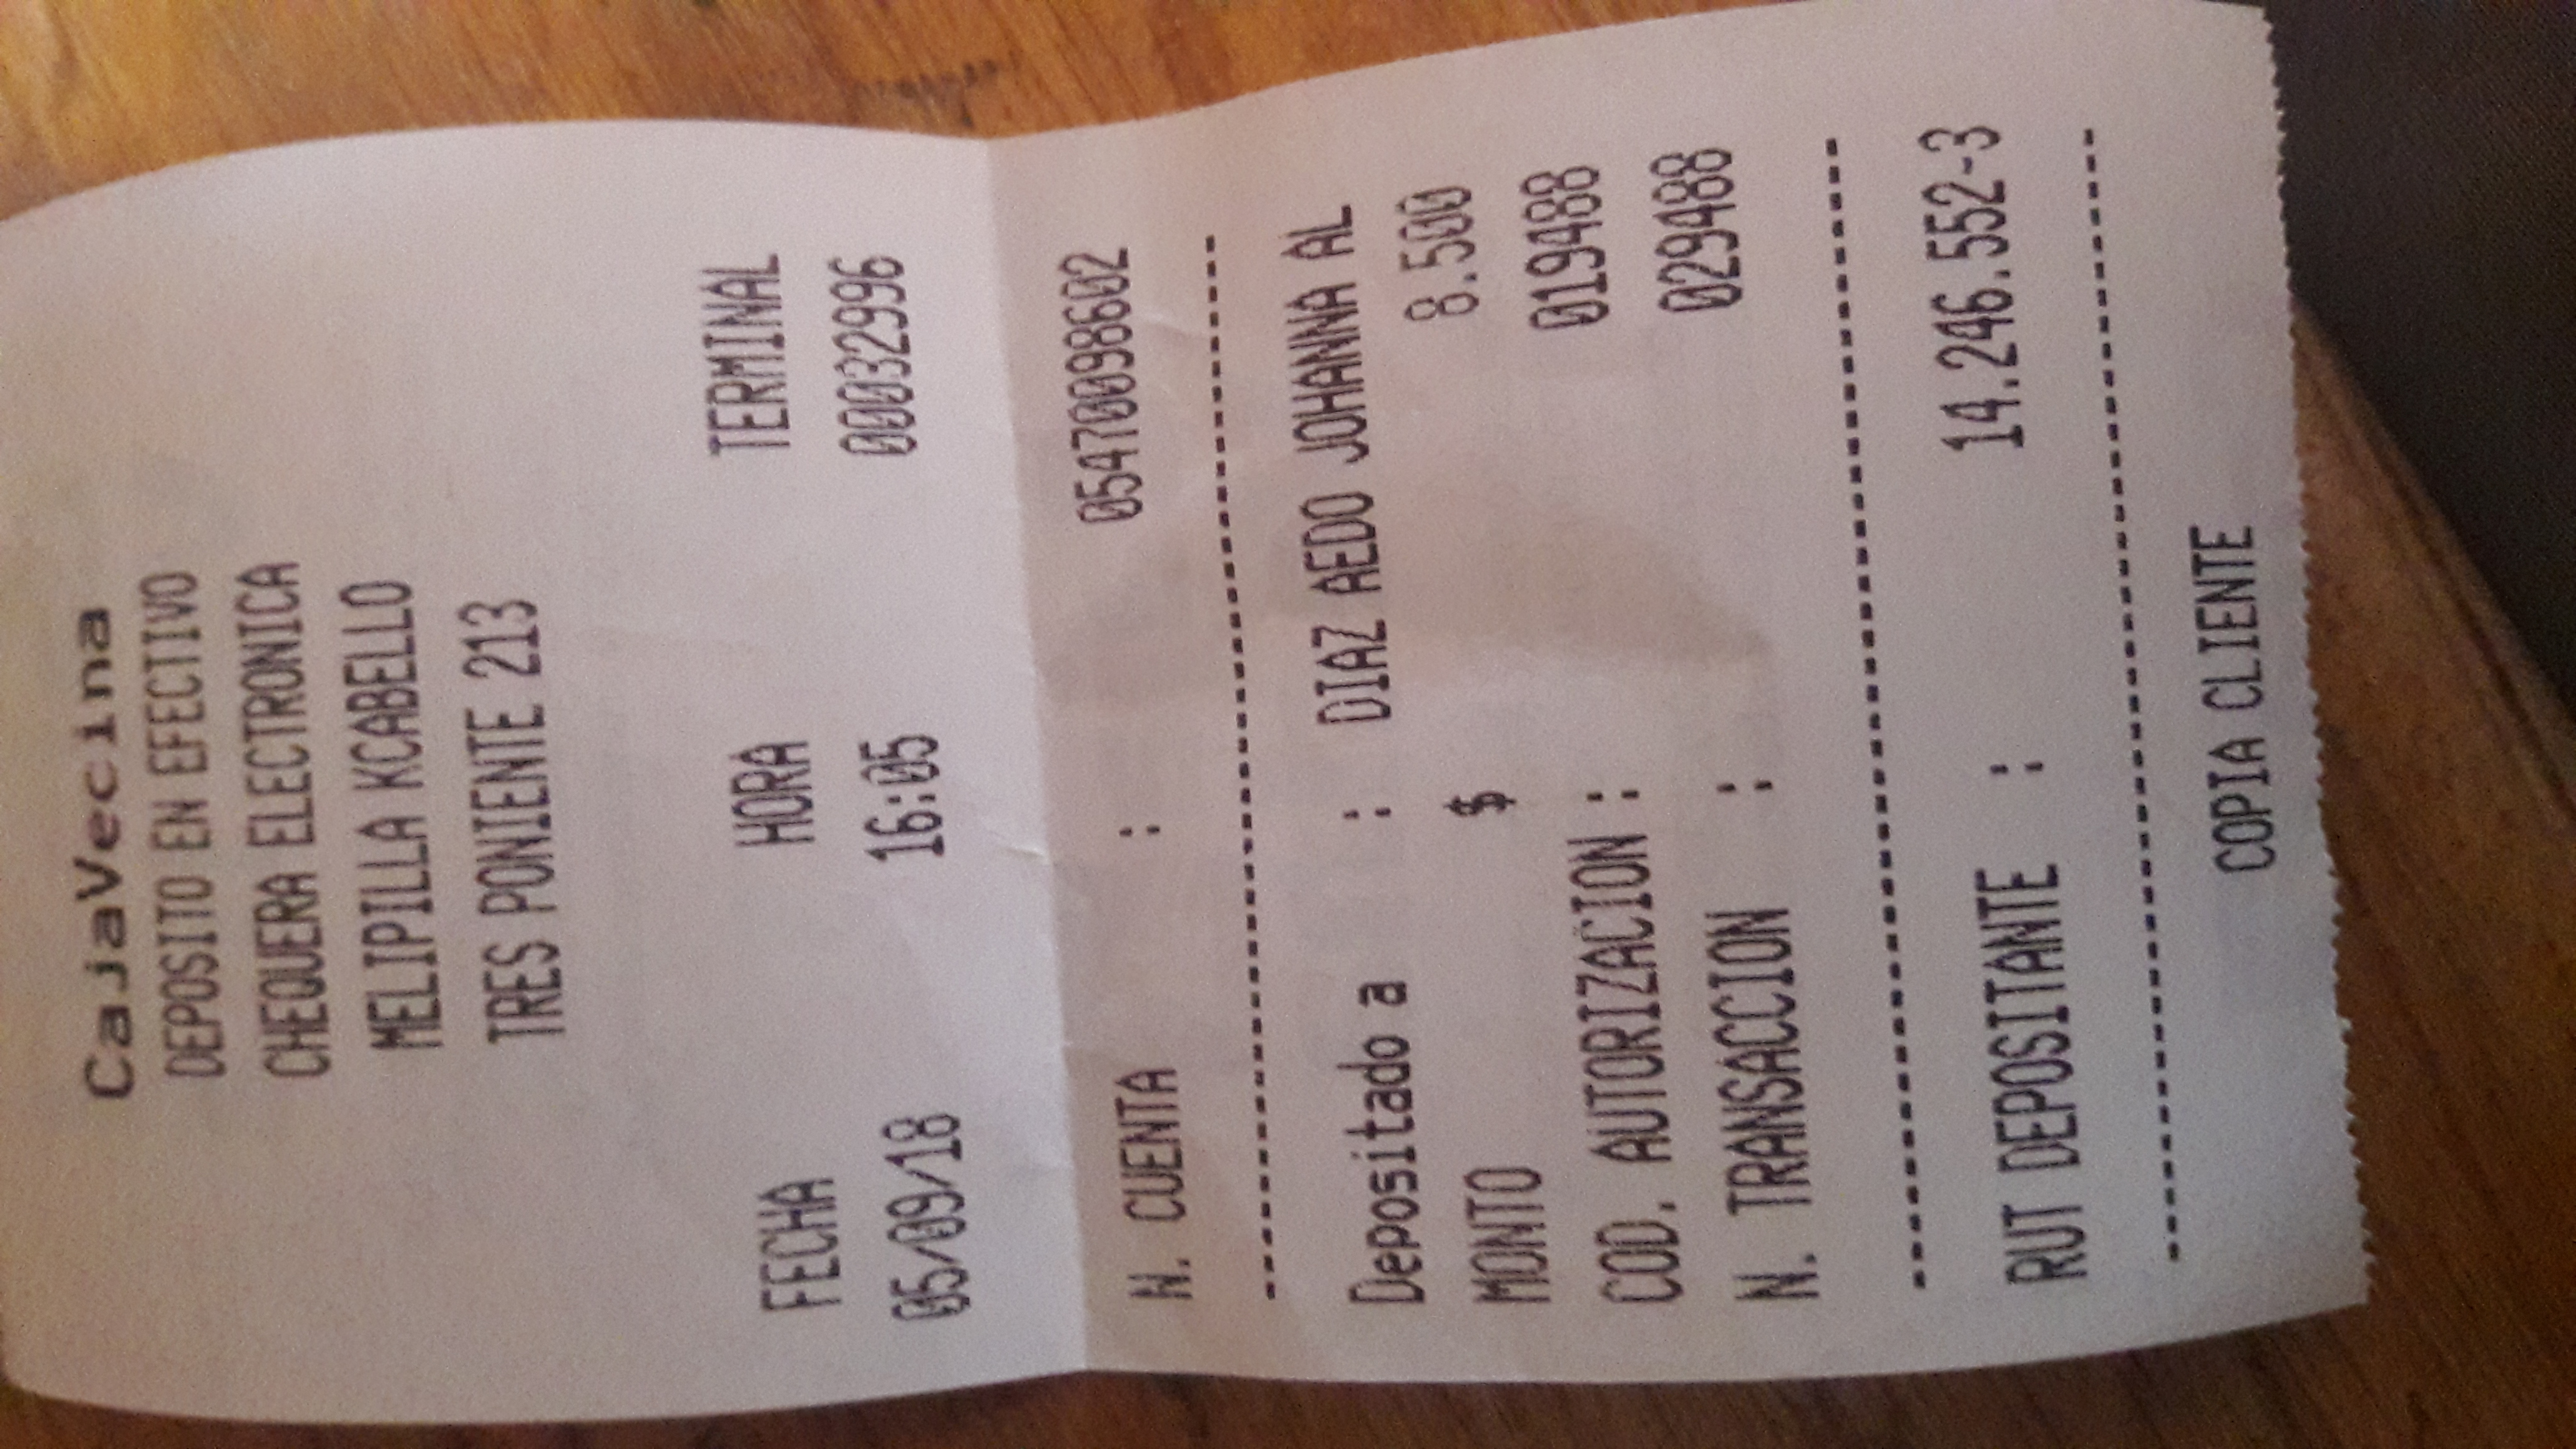 CajaVecina
DEPOSITO EN EFECTIVO
CHEQUERA ELECTRONICA
MELIPILLA KCABELLO
TRES PONIENTE 213
FECHA HORA TERMINAL
05/09/18 16:05 00032996
N. CUENTA : 05470098602
Depositado a : DIAZ AEDO JOHANNA AL
MONTO $ 8.500
COD. AUTORIZACION : 019488
N. TRANSACCION : 029488
RUT DEPOSITANTE : 14.246.552-3
COPIA CLIENTE